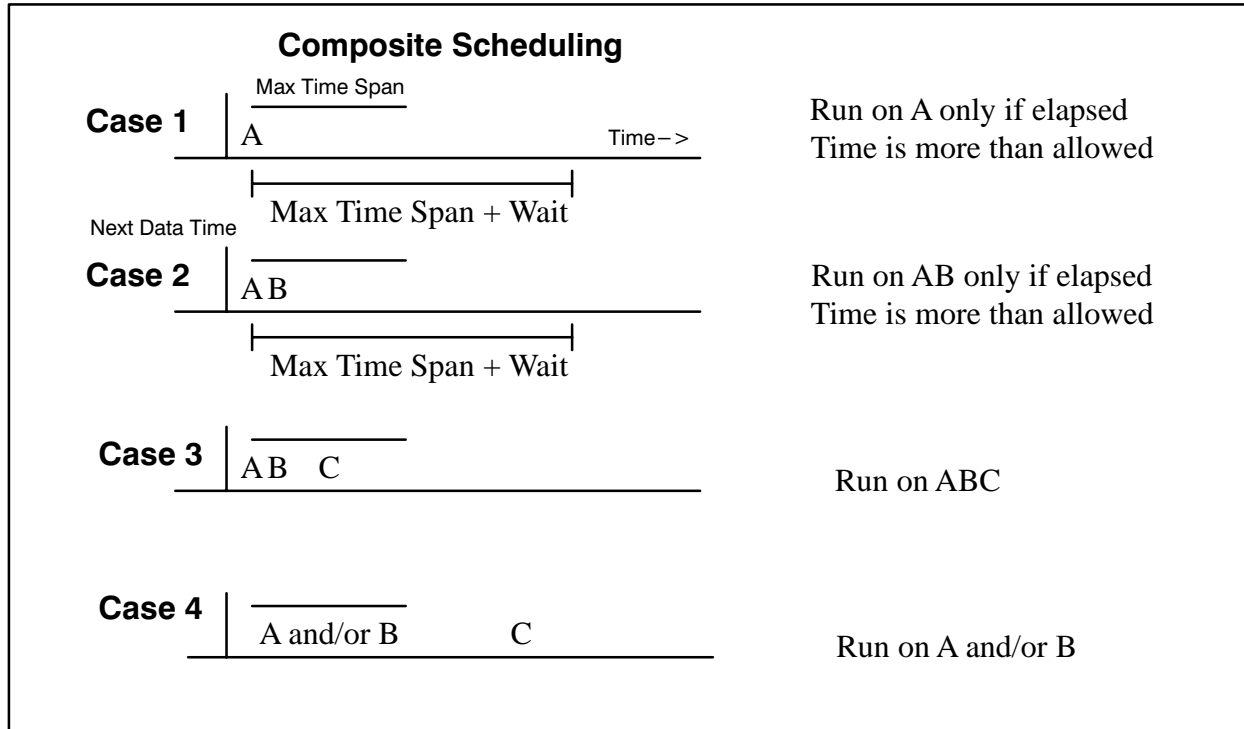 Composite Scheduling
Max Time Span
Case 1
A
Time–>
Run on A only if elapsed
Time is more than allowed
Max Time Span + Wait
Next Data Time
Case 2
A B
Run on AB only if elapsed
Time is more than allowed
Max Time Span + Wait
Case 3
A B C
Run on ABC
Case 4
A and/or B C
Run on A and/or B